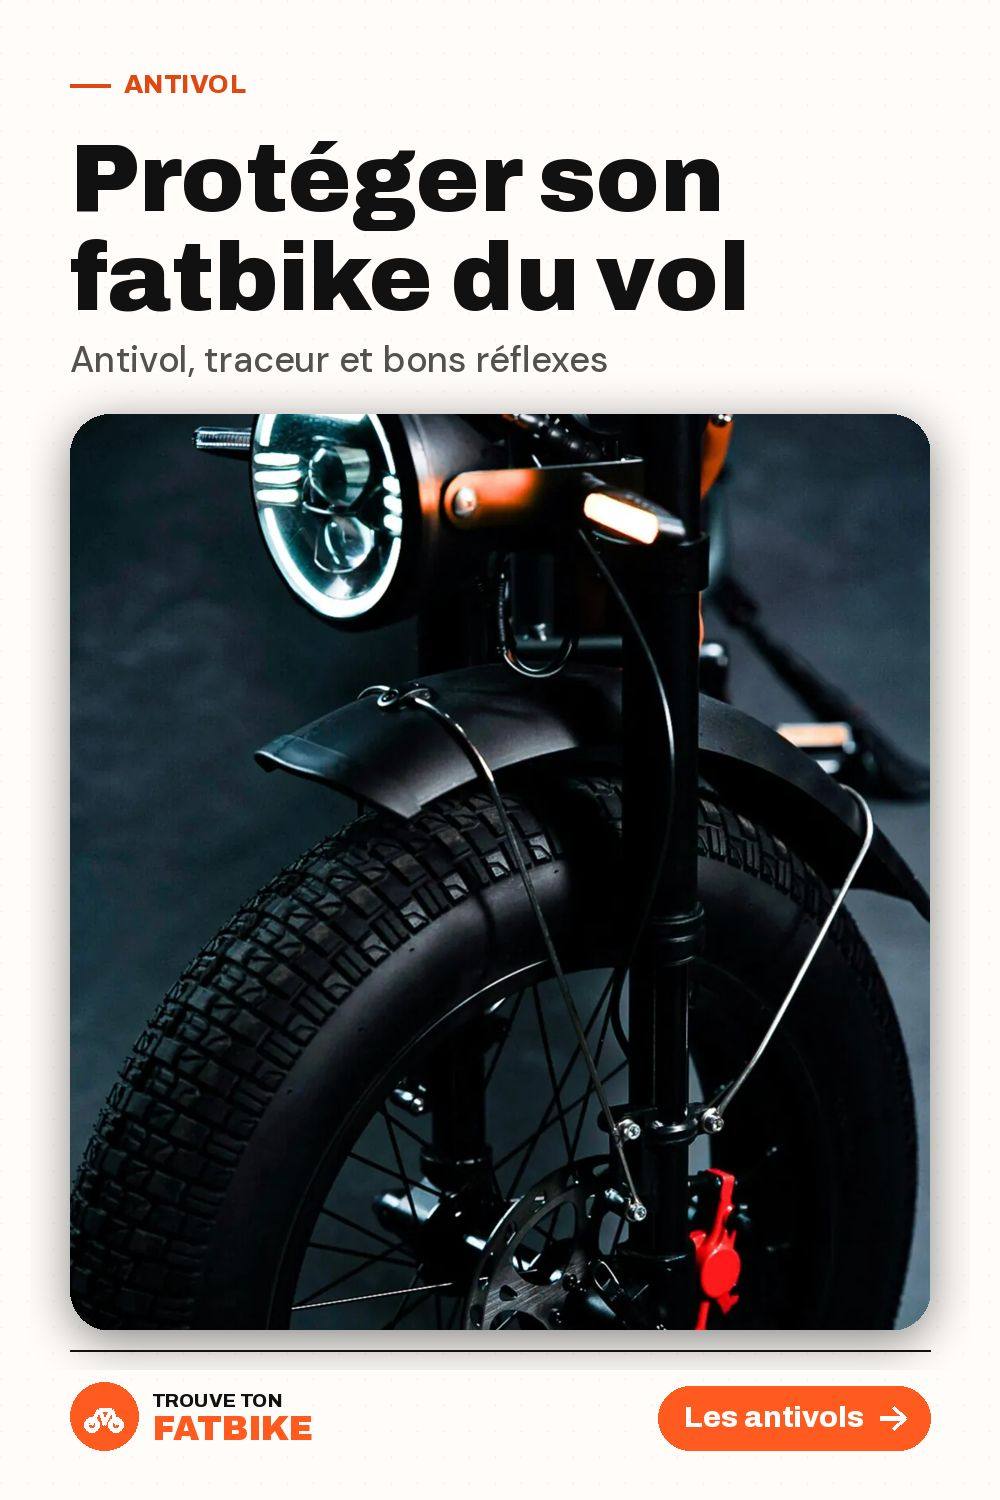 ANTIVOL
Protéger son
fatbike du vol
Antivol, traceur et bons réflexes
TROUVE TON
FATBIKE
Les antivols →